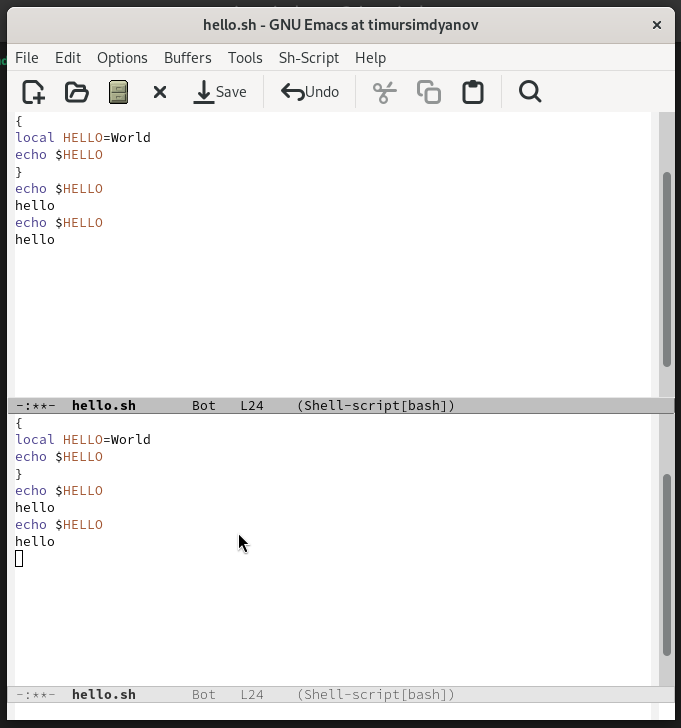 hello.sh - GNU Emacs at timursimdyanov
File Edit Options Buffers Tools Sh-Script Help
Save Undo
{
local HELLO=World
echo $HELLO
}
echo $HELLO
hello
echo $HELLO
hello
-:**- hello.sh Bot L24 (Shell-script[bash])
{
local HELLO=World
echo $HELLO
}
echo $HELLO
hello
echo $HELLO
hello
-:**- hello.sh Bot L24 (Shell-script[bash])